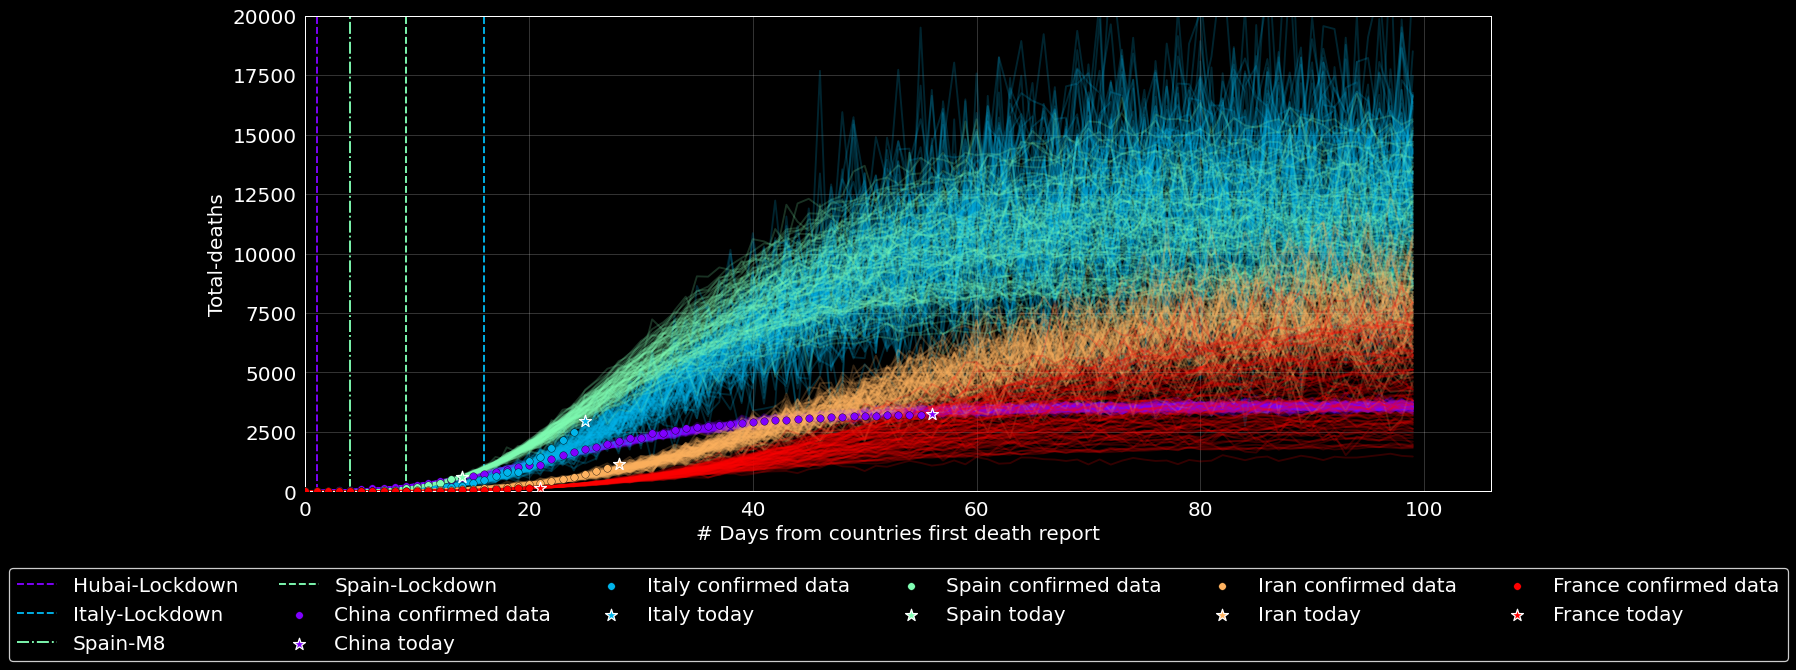 20000
17500
15000
12500
10000
7500
5000
2500
0
Total-deaths
0 20 40 60 80 100
# Days from countries first death report
Hubai-Lockdown Spain-Lockdown Italy confirmed data Spain confirmed data Iran confirmed data France confirmed data
Italy-Lockdown China confirmed data Italy today Spain today Iran today France today
Spain-M8 China today